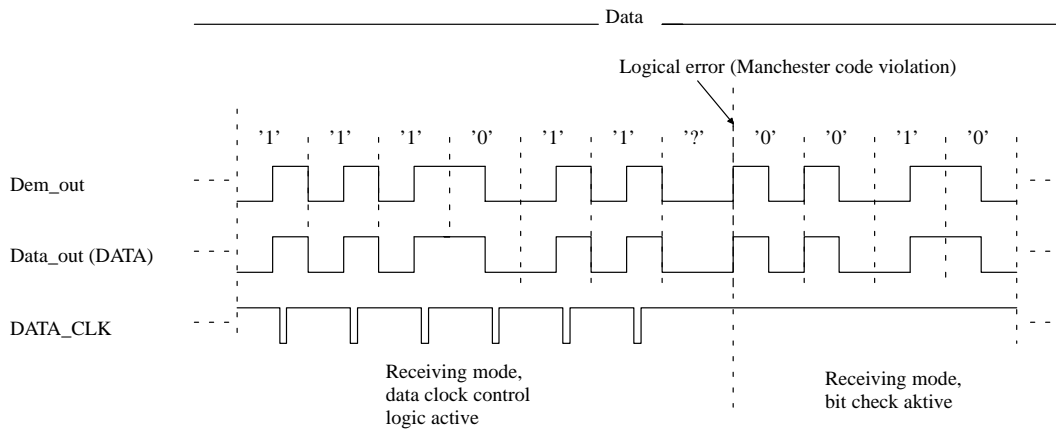 Data
Logical error (Manchester code violation)
'1' '1' '1' '0' '1' '1' '?' '0' '0' '1' '0'
Dem_out
Data_out (DATA)
DATA_CLK
Receiving mode,
data clock control
logic active
Receiving mode,
bit check aktive